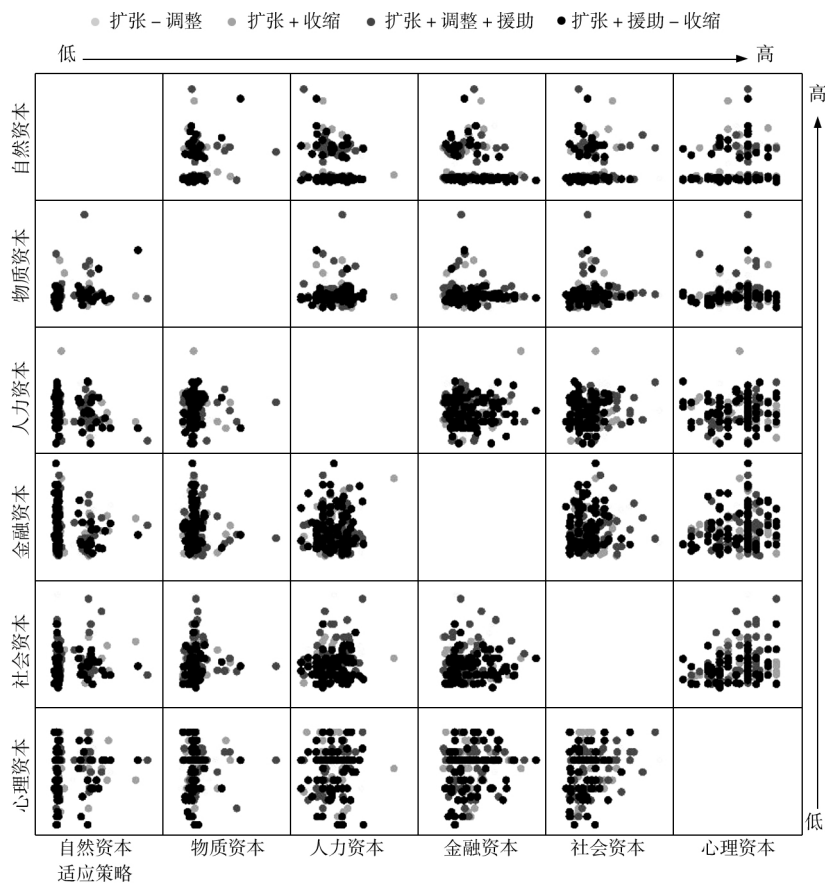 扩张－调整 扩张＋收缩 扩张＋调整＋援助 扩张＋援助－收缩
低 高
高
自然资本
物质资本
人力资本
金融资本
社会资本
心理资本
低
自然资本 物质资本 人力资本 金融资本 社会资本 心理资本
适应策略